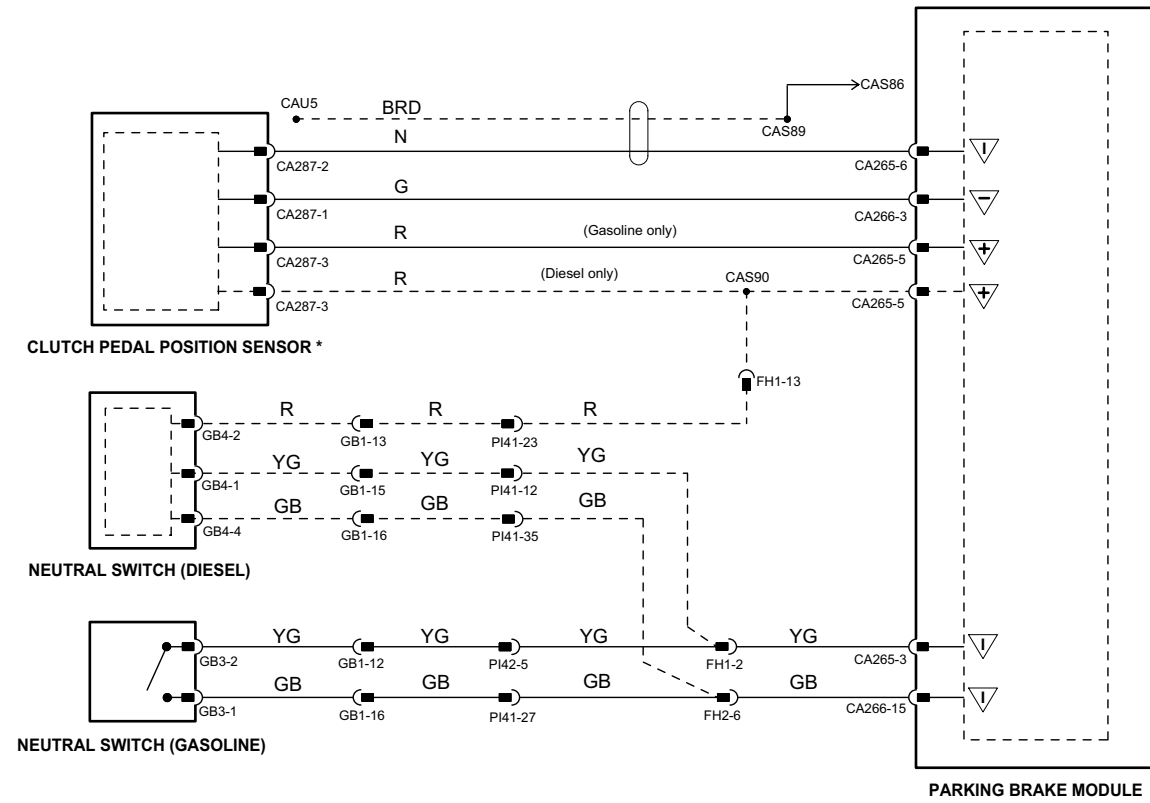 CAS86
CAU5
BRD
CAS89
N
CA287-2
CA265-6
G
CA287-1
CA266-3
R
(Gasoline only)
CA287-3
CA265-5
R
(Diesel only)
CAS90
CA287-3
CA265-5
CLUTCH PEDAL POSITION SENSOR *
FH1-13
R
R
R
GB4-2
GB1-13
PI41-23
YG
YG
YG
GB4-1
GB1-15
PI41-12
GB
GB
GB4-4
GB1-16
PI41-35
NEUTRAL SWITCH (DIESEL)
YG
YG
YG
YG
GB3-2
GB1-12
PI42-5
FH1-2
CA265-3
GB
GB
GB
GB
GB3-1
GB1-16
PI41-27
FH2-6
CA266-15
NEUTRAL SWITCH (GASOLINE)
PARKING BRAKE MODULE